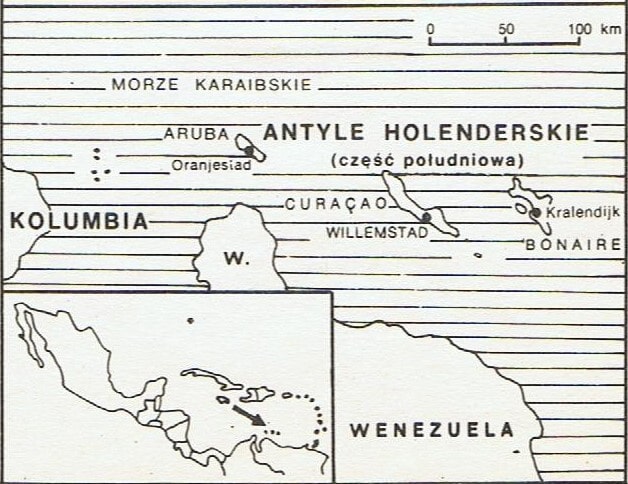 0 50 100 km
MORZE KARAIBSKIE
ARUBA
Oranjesiad
ANTYLE HOLENDERSKIE
(część południowa)
CURAÇAO
WILLEMSTAD
Kralendijk
BONAIRE
KOLUMBIA
W.
WENEZUELA